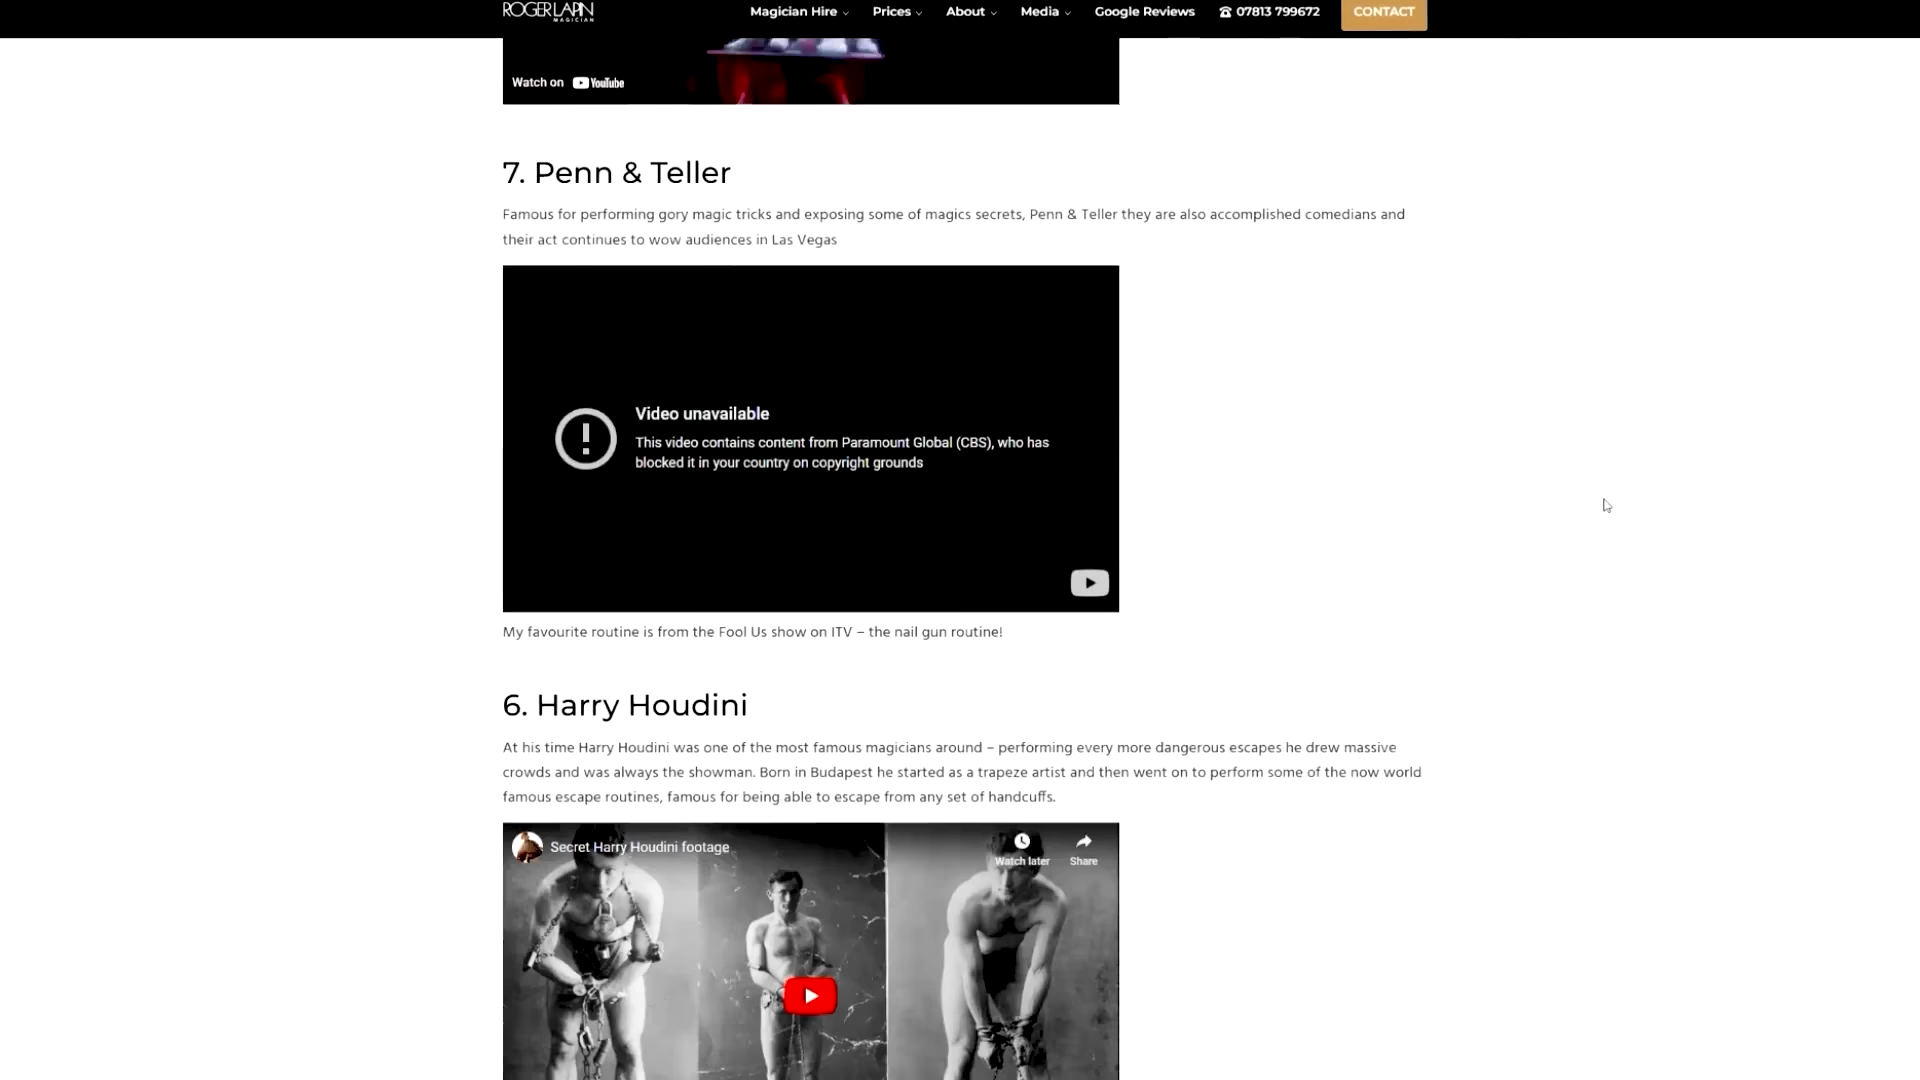 ROGER LAPIN
MAGICIAN
Magician Hire
Prices
About
Media
Google Reviews
☎ 07813 799672
CONTACT
Watch on YouTube
7. Penn & Teller
Famous for performing gory magic tricks and exposing some of magics secrets, Penn & Teller they are also accomplished comedians and
their act continues to wow audiences in Las Vegas
Video unavailable
This video contains content from Paramount Global (CBS), who has
blocked it in your country on copyright grounds
My favourite routine is from the Fool Us show on ITV – the nail gun routine!
6. Harry Houdini
At his time Harry Houdini was one of the most famous magicians around – performing every more dangerous escapes he drew massive
crowds and was always the showman. Born in Budapest he started as a trapeze artist and then went on to perform some of the now world
famous escape routines, famous for being able to escape from any set of handcuffs.
Secret Harry Houdini footage
Watch later
Share